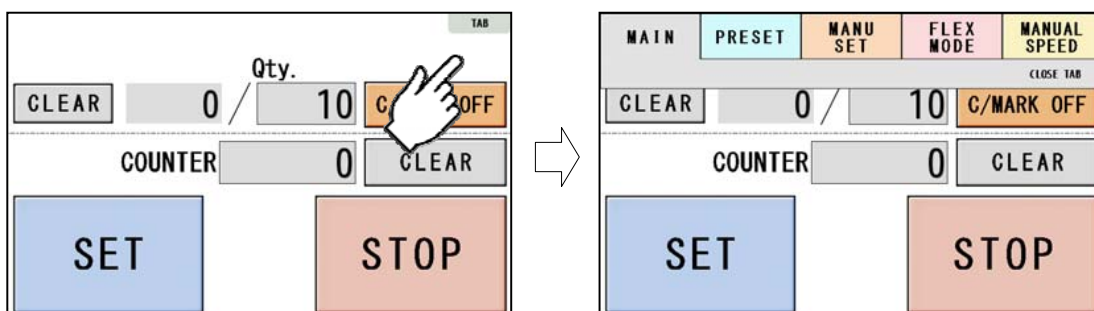 TAB
Qty.
CLEAR 0 / 10 OFF
COUNTER 0 CLEAR
SET STOP
MAIN PRESET MANU SET FLEX MODE MANUAL SPEED
CLOSE TAB
CLEAR 0 / 10 C/MARK OFF
COUNTER 0 CLEAR
SET STOP